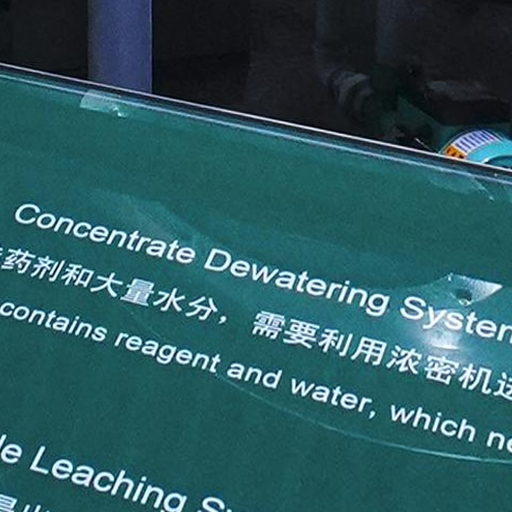 Concentrate Dewatering System
药剂和大量水分，需要利用浓密机
contains reagent and water, which
Leaching